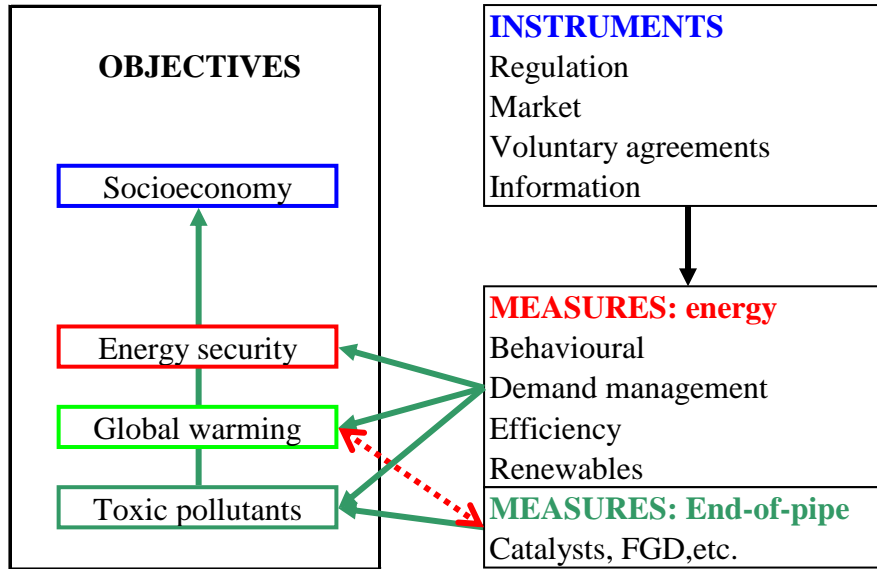 OBJECTIVES
Socioeconomy
Energy security
Global warming
Toxic pollutants
INSTRUMENTS
Regulation
Market
Voluntary agreements
Information
MEASURES: energy
Behavioural
Demand management
Efficiency
Renewables
MEASURES: End-of-pipe
Catalysts, FGD,etc.